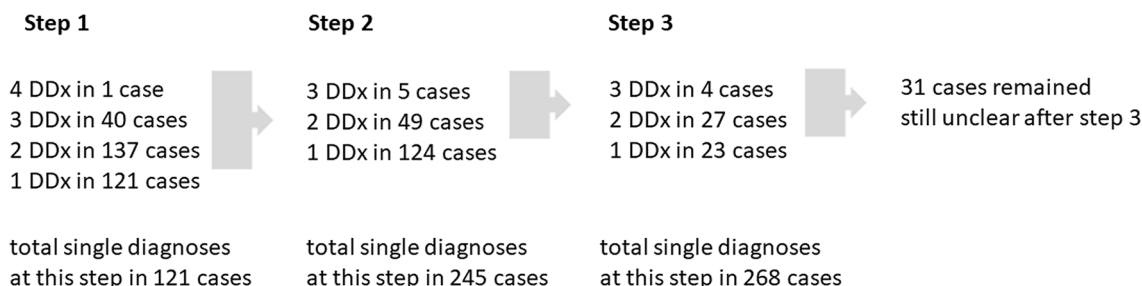 Step 1
4 DDx in 1 case
3 DDx in 40 cases
2 DDx in 137 cases
1 DDx in 121 cases
total single diagnoses
at this step in 121 cases
Step 2
3 DDx in 5 cases
2 DDx in 49 cases
1 DDx in 124 cases
total single diagnoses
at this step in 245 cases
Step 3
3 DDx in 4 cases
2 DDx in 27 cases
1 DDx in 23 cases
total single diagnoses
at this step in 268 cases
31 cases remained
still unclear after step 3